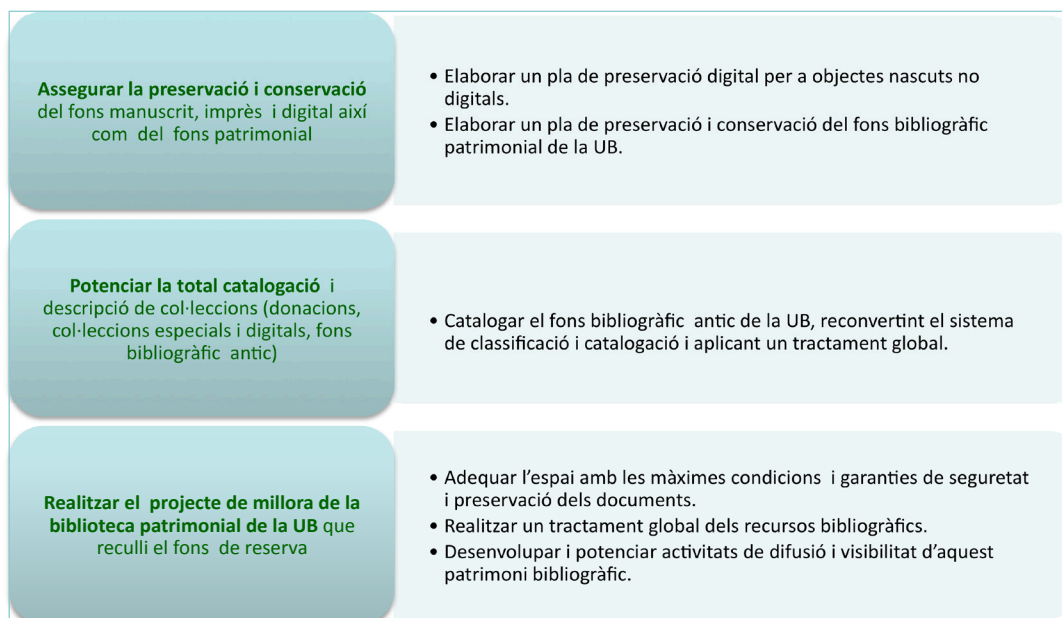 Assegurar la preservació i conservació
del fons manuscrit, imprès i digital així
com del fons patrimonial
• Elaborar un pla de preservació digital per a objectes nascuts no
digitals.
• Elaborar un pla de preservació i conservació del fons bibliogràfic
patrimonial de la UB.
Potenciar la total catalogació i
descripció de col·leccions (donacions,
col·leccions especials i digitals, fons
bibliogràfic antic)
• Catalogar el fons bibliogràfic antic de la UB, reconvertint el sistema
de classificació i catalogació i aplicant un tractament global.
Realitzar el projecte de millora de la
biblioteca patrimonial de la UB que
reculli el fons de reserva
• Adequar l'espai amb les màximes condicions i garanties de seguretat
i preservació dels documents.
• Realitzar un tractament global dels recursos bibliogràfics.
• Desenvolupar i potenciar activitats de difusió i visibilitat d'aquest
patrimoni bibliogràfic.